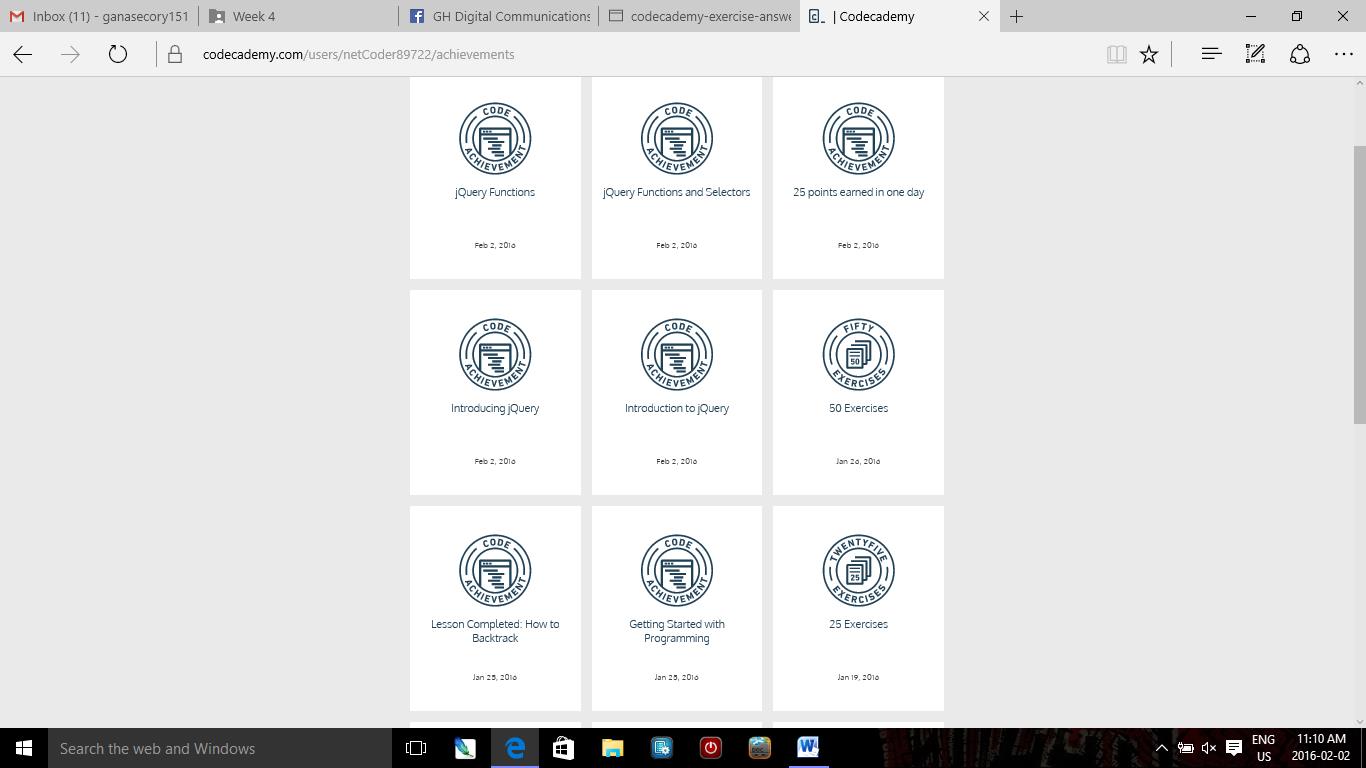 Inbox (11) - ganasecory151
Week 4
GH Digital Communications
codecademy-exercise-answe
| Codecademy
codecademy.com/users/netCoder89722/achievements
CODE ACHIEVEMENT
CODE ACHIEVEMENT
CODE ACHIEVEMENT
jQuery Functions
jQuery Functions and Selectors
25 points earned in one day
Feb 2, 2016
Feb 2, 2016
Feb 2, 2016
CODE ACHIEVEMENT
CODE ACHIEVEMENT
FIFTY 50 EXERCISES
Introducing jQuery
Introduction to jQuery
50 Exercises
Feb 2, 2016
Feb 2, 2016
Jan 26, 2016
CODE ACHIEVEMENT
CODE ACHIEVEMENT
TWENTYFIVE 25 EXERCISES
Lesson Completed: How to
Backtrack
Getting Started with
Programming
25 Exercises
Jan 25, 2016
Jan 25, 2016
Jan 19, 2016
Search the web and Windows
ENG
US
11:10 AM
2016-02-02